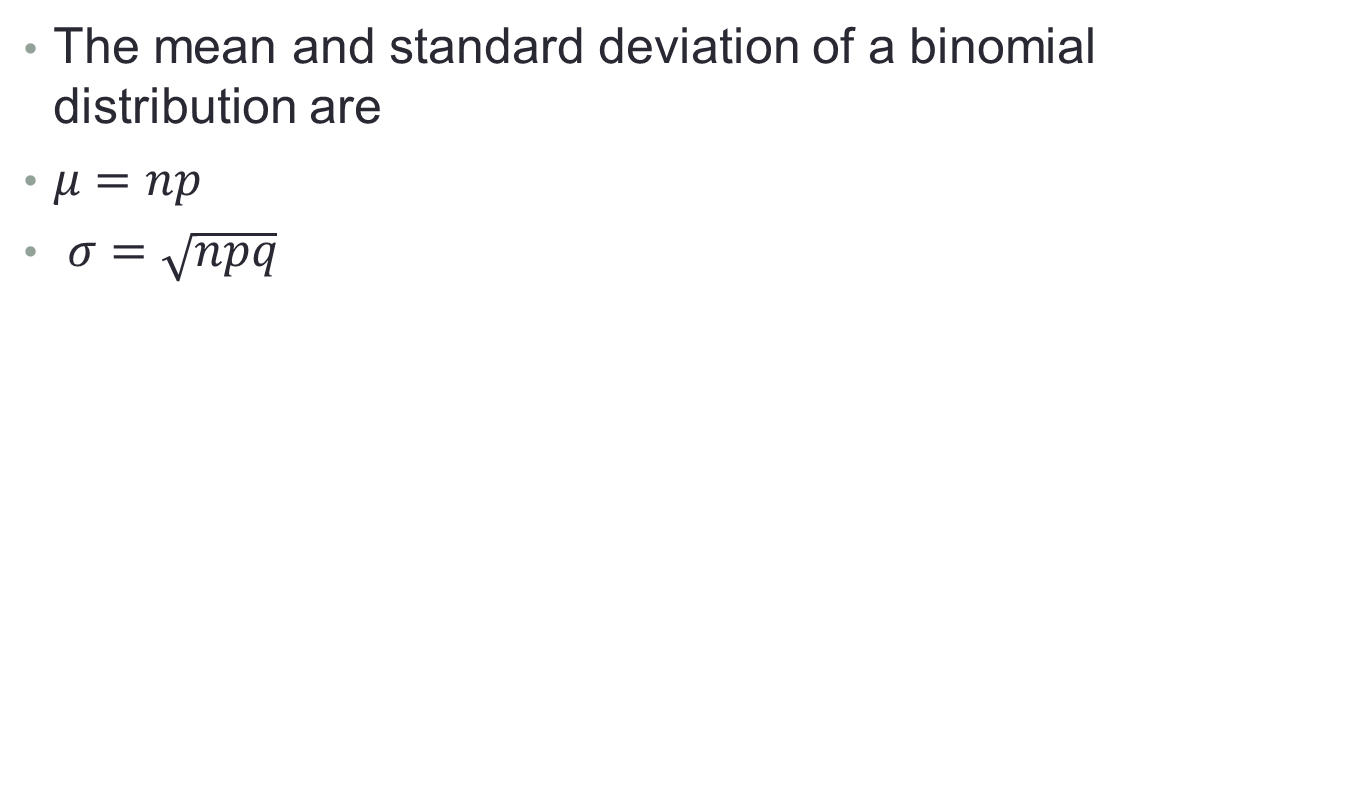 • The mean and standard deviation of a binomial
distribution are
• 𝜇 = 𝑛𝑝
• 𝜎 = √𝑛𝑝𝑞